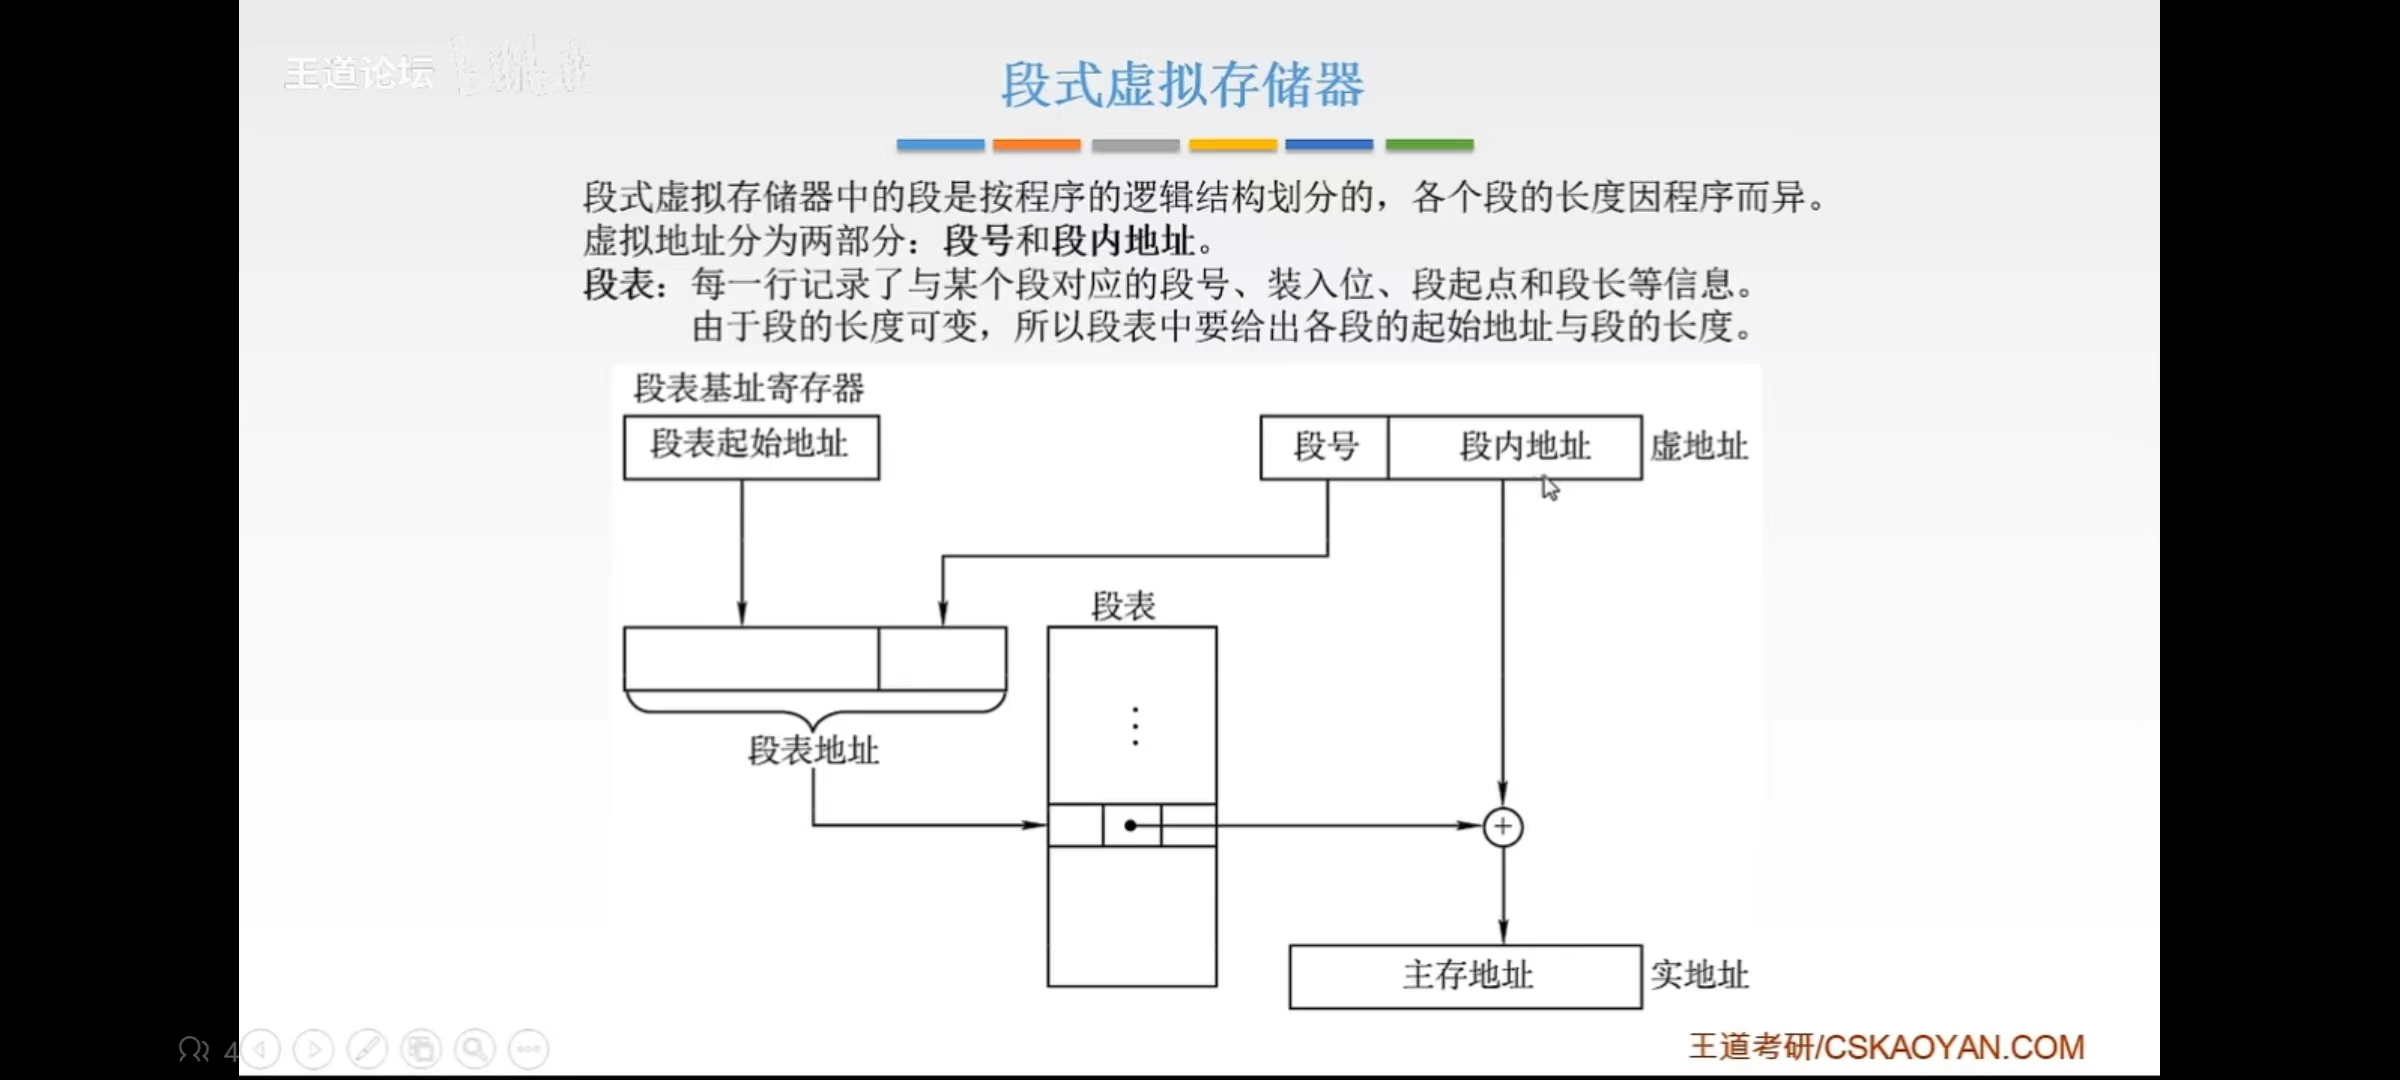 王道论坛
段式虚拟存储器
段式虚拟存储器中的段是按程序的逻辑结构划分的，各个段的长度因程序而异。
虚拟地址分为两部分：段号和段内地址。
段表：每一行记录了与某个段对应的段号、装入位、段起点和段长等信息。
由于段的长度可变，所以段表中要给出各段的起始地址与段的长度。
段表基址寄存器
段表起始地址
段号 段内地址 虚地址
段表
段表地址
主存地址 实地址
4
王道考研/CSKAOYAN.COM